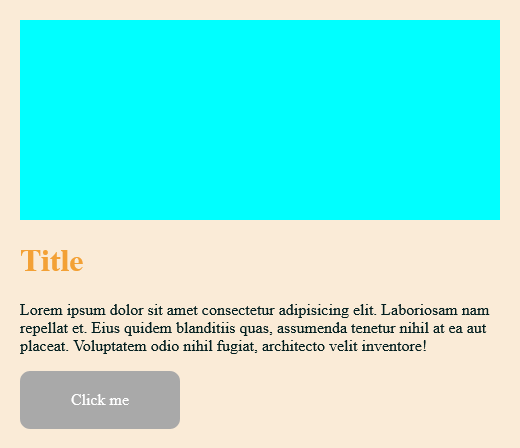 Title
Lorem ipsum dolor sit amet consectetur adipisicing elit. Laboriosam nam
repellat et. Eius quidem blanditiis quas, assumenda tenetur nihil at ea aut
placeat. Voluptatem odio nihil fugiat, architecto velit inventore!
Click me